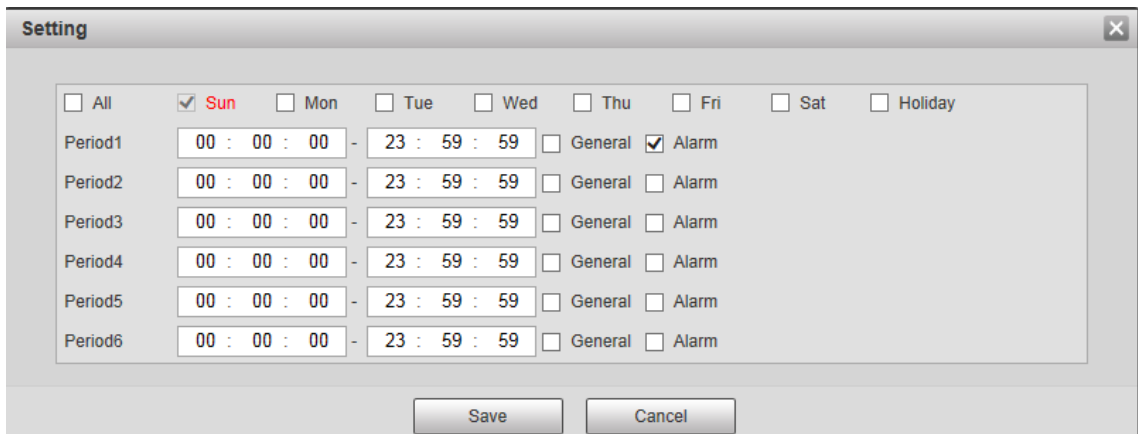 Setting
All Sun Mon Tue Wed Thu Fri Sat Holiday
Period1 00 : 00 : 00 - 23 : 59 : 59 General Alarm
Period2 00 : 00 : 00 - 23 : 59 : 59 General Alarm
Period3 00 : 00 : 00 - 23 : 59 : 59 General Alarm
Period4 00 : 00 : 00 - 23 : 59 : 59 General Alarm
Period5 00 : 00 : 00 - 23 : 59 : 59 General Alarm
Period6 00 : 00 : 00 - 23 : 59 : 59 General Alarm
Save Cancel